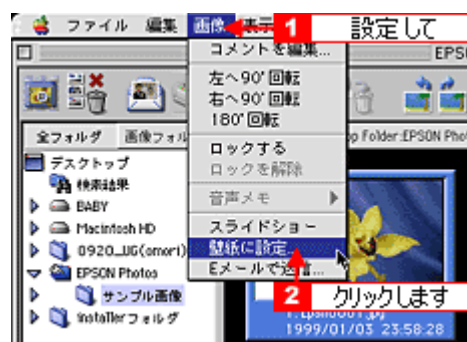 ファイル 編集 画像 表示
1 設定して
EPS
コメントを編集...
左へ90°回転
右へ90°回転
180°回転
ロックする
ロックを解除
音声メモ
スライドショー
壁紙に設定...
Eメールで送信...
2 クリックします
全フォルダ 画像フォル
op Folder:EPSON Pho
デスクトップ
検索結果
BABY
Macintosh HD
0920_UG(omori)
EPSON Photos
サンプル画像
installerフォルダ
1. Epsn0001.jpg
1999/01/03 23:58:28